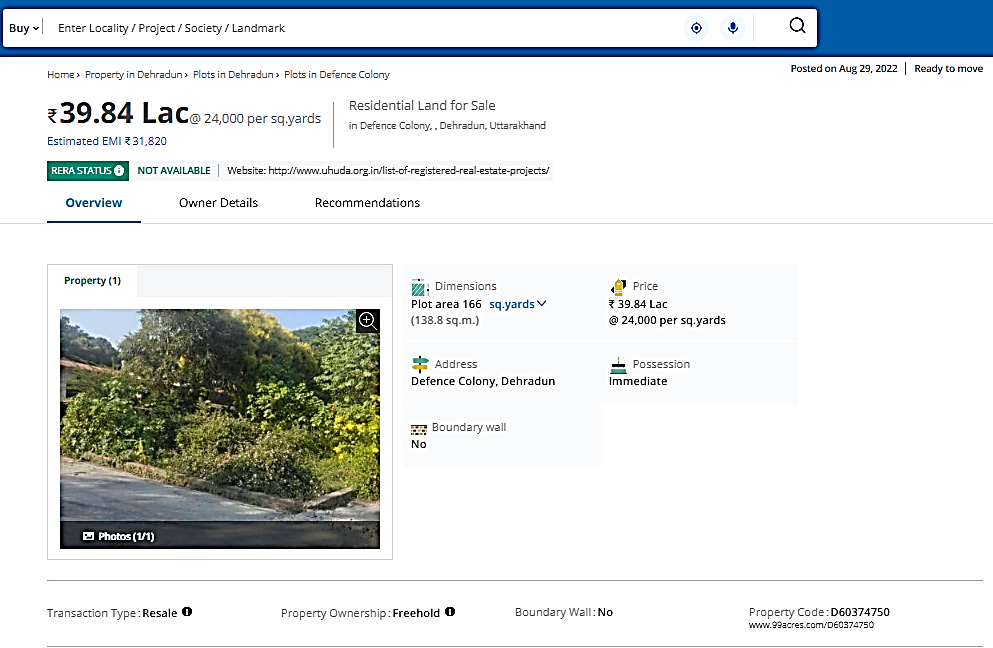 Buy
Enter Locality / Project / Society / Landmark
Home › Property in Dehradun › Plots in Dehradun › Plots in Defence Colony
Posted on Aug 29, 2022 | Ready to move
₹39.84 Lac@ 24,000 per sq.yards
Estimated EMI ₹31,820
Residential Land for Sale
in Defence Colony, , Dehradun, Uttarakhand
RERA STATUS NOT AVAILABLE | Website: http://www.uhuda.org.in/list-of-registered-real-estate-projects/
Overview Owner Details Recommendations
Property (1)
Photos (1/1)
Dimensions
Plot area 166 sq.yards
(138.8 sq.m.)
Price
₹ 39.84 Lac
@ 24,000 per sq.yards
Address
Defence Colony, Dehradun
Possession
Immediate
Boundary wall
No
Transaction Type : Resale
Property Ownership : Freehold
Boundary Wall : No
Property Code : D60374750
www.99acres.com/D60374750